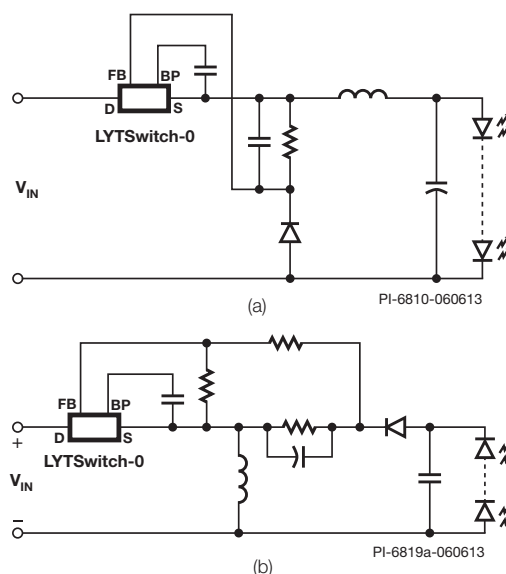 FB
BP
D
S
LYTSwitch-0
VIN
PI-6810-060613
(a)
FB
BP
D
S
+
LYTSwitch-0
VIN
–
PI-6819a-060613
(b)